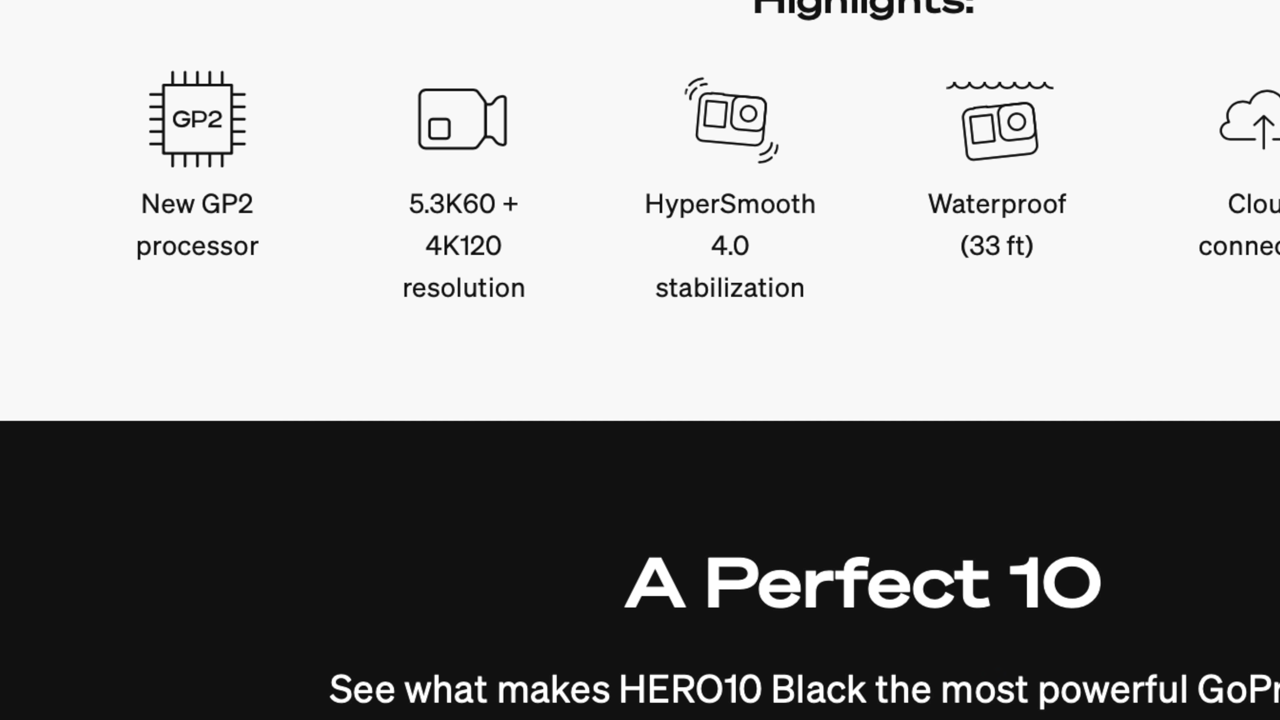 Highlights:
GP2
New GP2
processor
5.3K60 +
4K120
resolution
HyperSmooth
4.0
stabilization
Waterproof
(33 ft)
A Perfect 10
See what makes HERO10 Black the most powerful